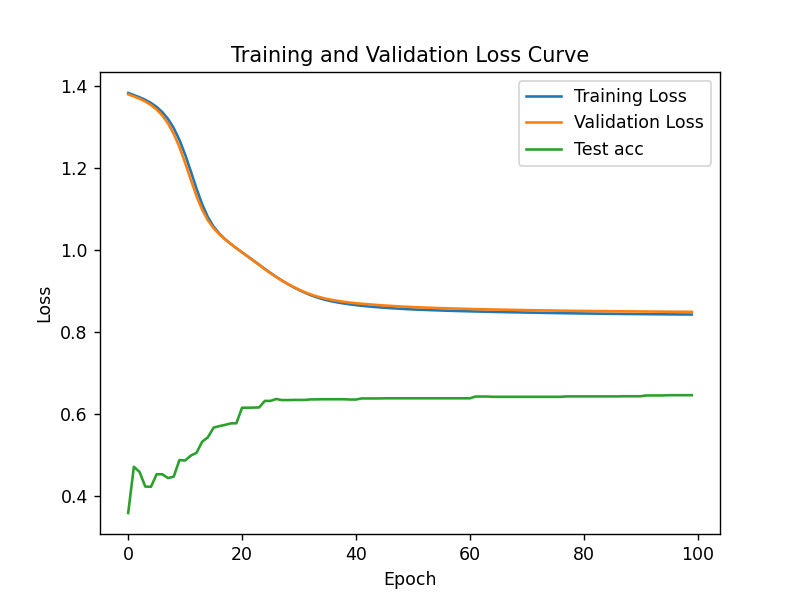 Training and Validation Loss Curve
1.4
1.2
1.0
0.8
0.6
0.4
Loss
Training Loss
Validation Loss
Test acc
0 20 40 60 80 100
Epoch